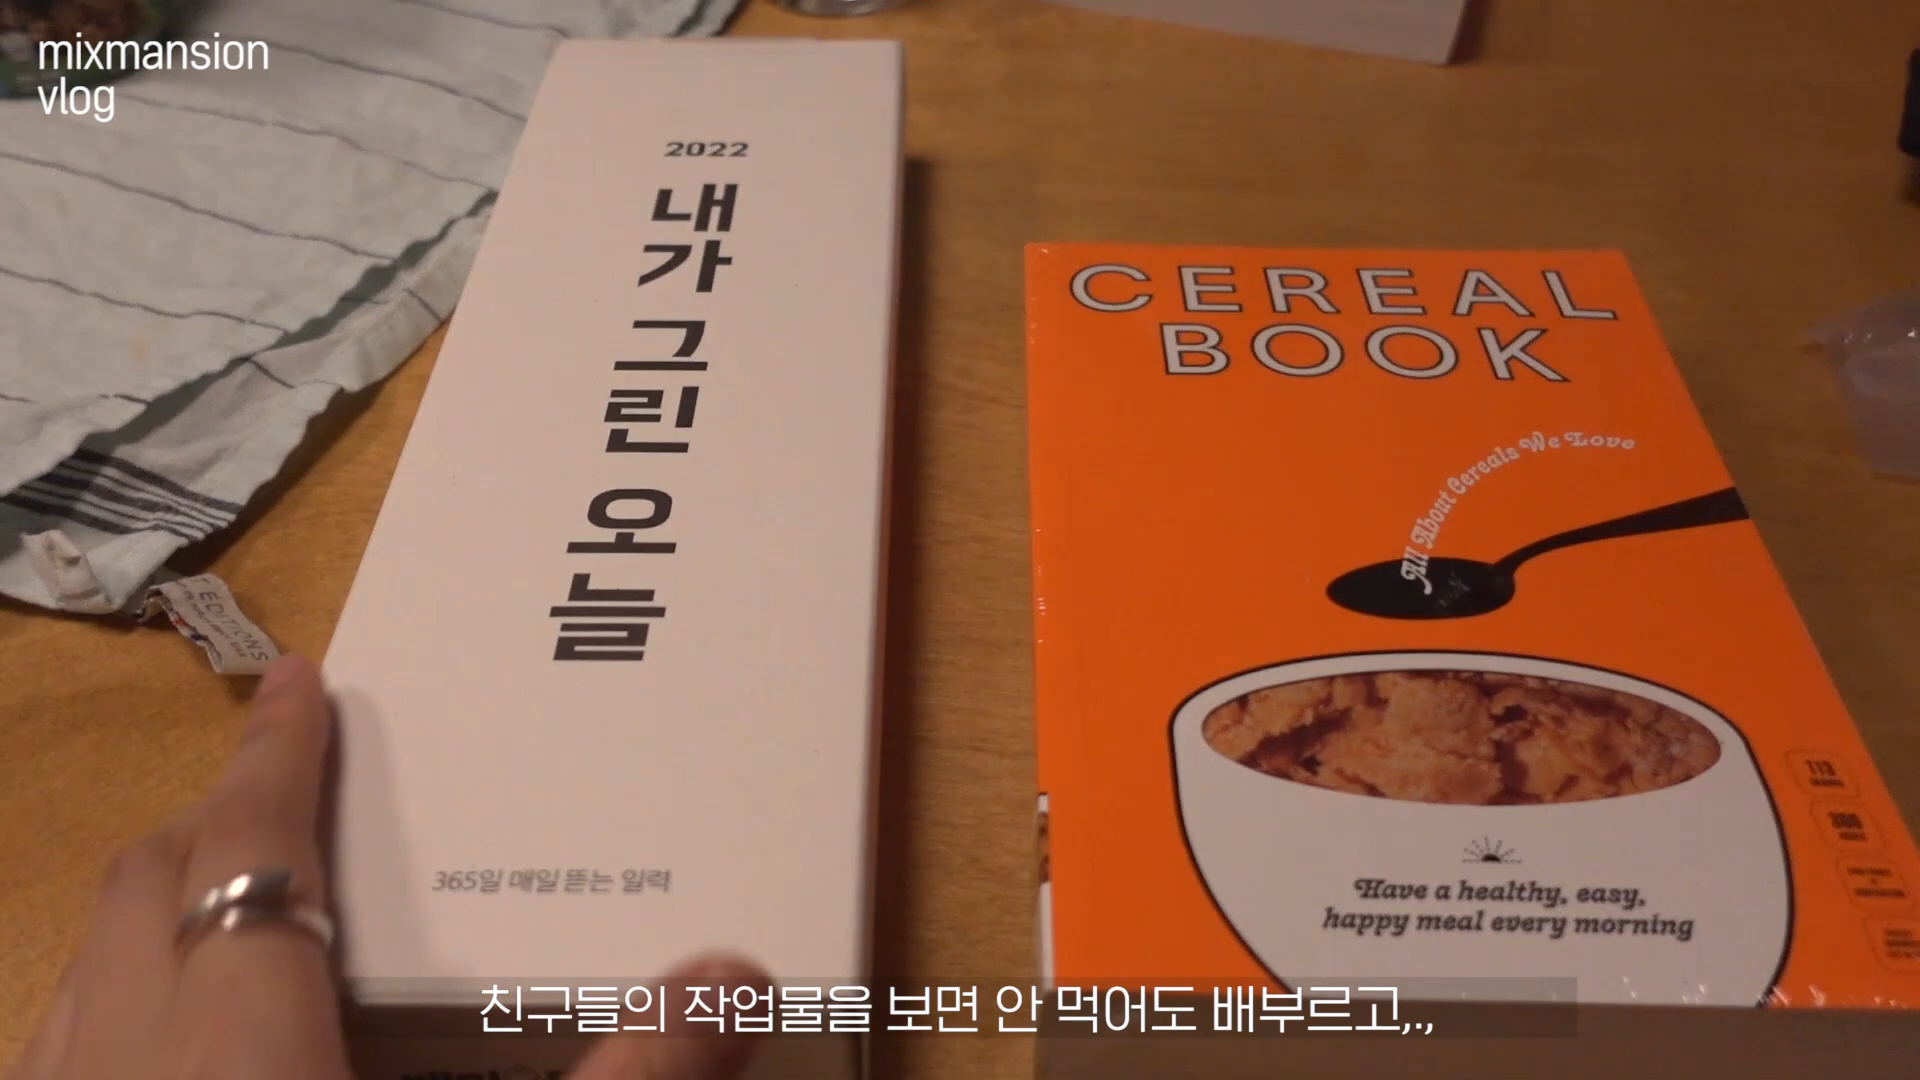 mixmansion
vlog
2022
내
가
그
린
오
늘
365일 매일 뜯는 일력
T EDITIONS
CEREAL
BOOK
All About Cereals We Love
Have a healthy, easy,
happy meal every morning
113
친구들의 작업물을 보면 안 먹어도 배부르고,.,